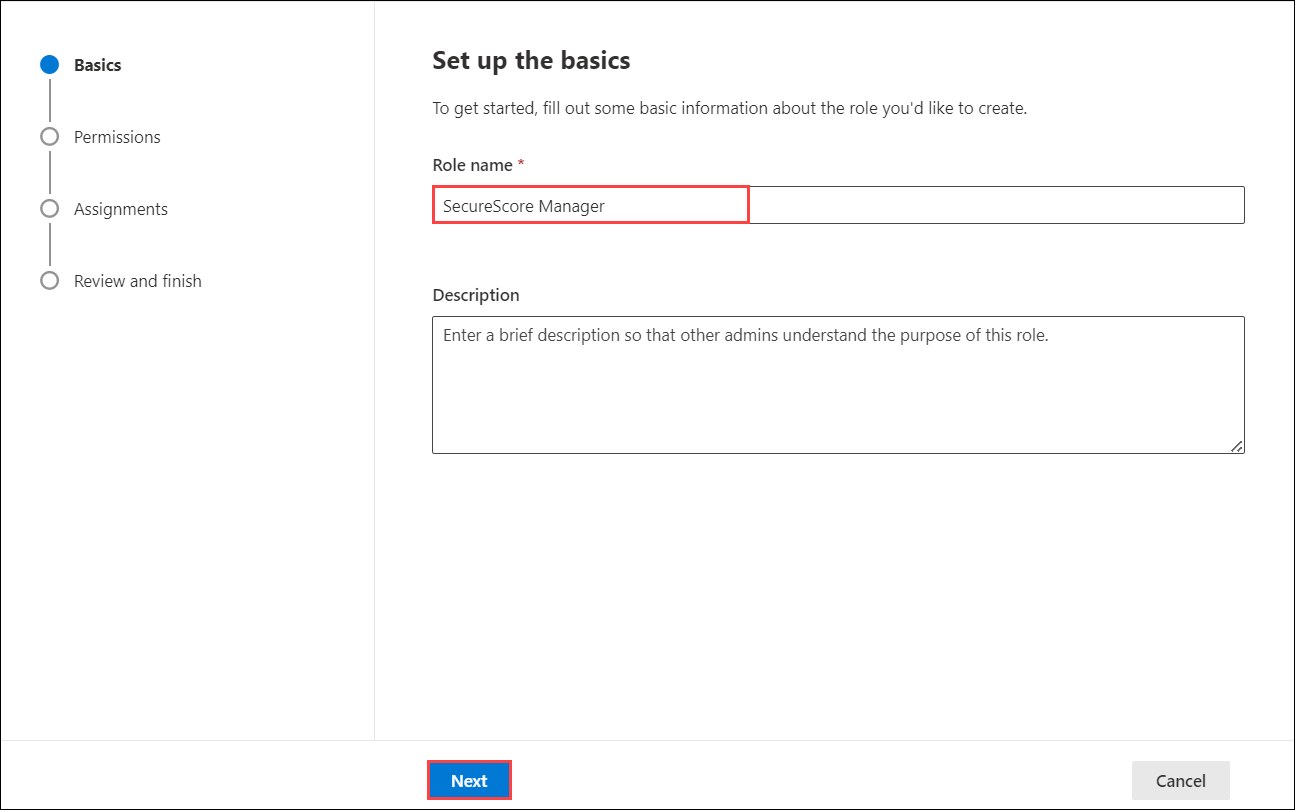 Basics
Permissions
Assignments
Review and finish
Set up the basics
To get started, fill out some basic information about the role you'd like to create.
Role name *
SecureScore Manager
Description
Enter a brief description so that other admins understand the purpose of this role.
Next
Cancel